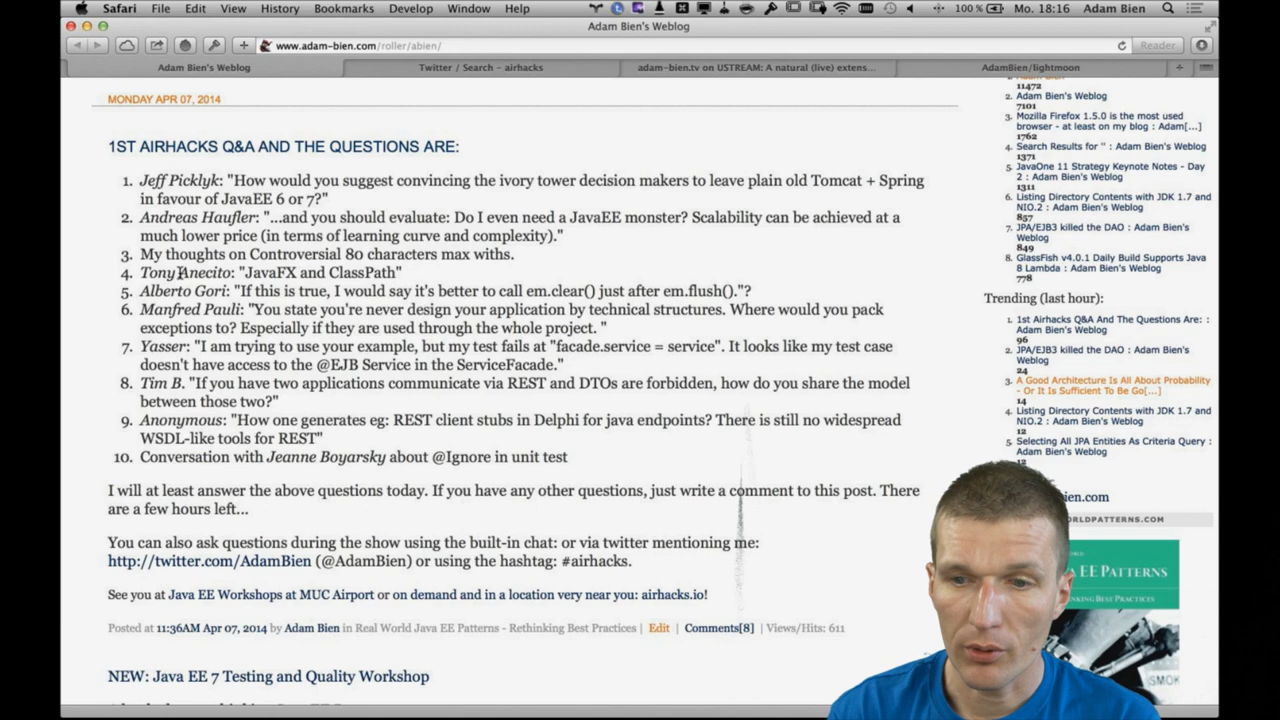 Safari File Edit View History Bookmarks Develop Window Help 100 % Mo. 18:16 Adam Bien
Adam Bien's Weblog
www.adam-bien.com/roller/abien/
Reader
Adam Bien's Weblog
Twitter / Search - airhacks
adam-bien.tv on USTREAM: A natural (live) extens...
AdamBien/lightmoon
MONDAY APR 07, 2014
1ST AIRHACKS Q&A AND THE QUESTIONS ARE:
1. Jeff Picklyk: "How would you suggest convincing the ivory tower decision makers to leave plain old Tomcat + Spring
in favour of JavaEE 6 or 7?"
2. Andreas Haufler: "...and you should evaluate: Do I even need a JavaEE monster? Scalability can be achieved at a
much lower price (in terms of learning curve and complexity)."
3. My thoughts on Controversial 80 characters max withs.
4. Tony Anecito: "JavaFX and ClassPath"
5. Alberto Gori: "If this is true, I would say it's better to call em.clear() just after em.flush()."?
6. Manfred Pauli: "You state you're never design your application by technical structures. Where would you pack
exceptions to? Especially if they are used through the whole project. "
7. Yasser: "I am trying to use your example, but my test fails at "facade.service = service". It looks like my test case
doesn't have access to the @EJB Service in the ServiceFacade."
8. Tim B. "If you have two applications communicate via REST and DTOs are forbidden, how do you share the model
between those two?"
9. Anonymous: "How one generates eg: REST client stubs in Delphi for java endpoints? There is still no widespread
WSDL-like tools for REST"
10. Conversation with Jeanne Boyarsky about @Ignore in unit test
I will at least answer the above questions today. If you have any other questions, just write a comment to this post. There
are a few hours left...
You can also ask questions during the show using the built-in chat: or via twitter mentioning me:
http://twitter.com/AdamBien (@AdamBien) or using the hashtag: #airhacks.
See you at Java EE Workshops at MUC Airport or on demand and in a location very near you: airhacks.io!
Posted at 11:36AM Apr 07, 2014 by Adam Bien in Real World Java EE Patterns - Rethinking Best Practices | Edit | Comments[8] | Views/Hits: 611
NEW: Java EE 7 Testing and Quality Workshop
11472
2. Adam Bien's Weblog
7101
3. Mozilla Firefox 1.5.0 is the most used
browser - at least on my blog : Adam[...]
1762
4. Search Results for '' : Adam Bien's Weblog
1371
5. JavaOne 11 Strategy Keynote Notes - Day
2 : Adam Bien's Weblog
1311
6. Listing Directory Contents with JDK 1.7 and
NIO.2 : Adam Bien's Weblog
857
7. JPA/EJB3 killed the DAO : Adam Bien's
Weblog
849
8. GlassFish v4.0.1 Daily Build Supports Java
8 Lambda : Adam Bien's Weblog
778
Trending (last hour):
1. 1st Airhacks Q&A And The Questions Are: :
Adam Bien's Weblog
96
2. JPA/EJB3 killed the DAO : Adam Bien's
Weblog
24
3. A Good Architecture Is All About Probability
- Or It Is Sufficient To Be Go[...]
14
4. Listing Directory Contents with JDK 1.7 and
NIO.2 : Adam Bien's Weblog
12
5. Selecting All JPA Entities As Criteria Query :
Adam Bien's Weblog
12